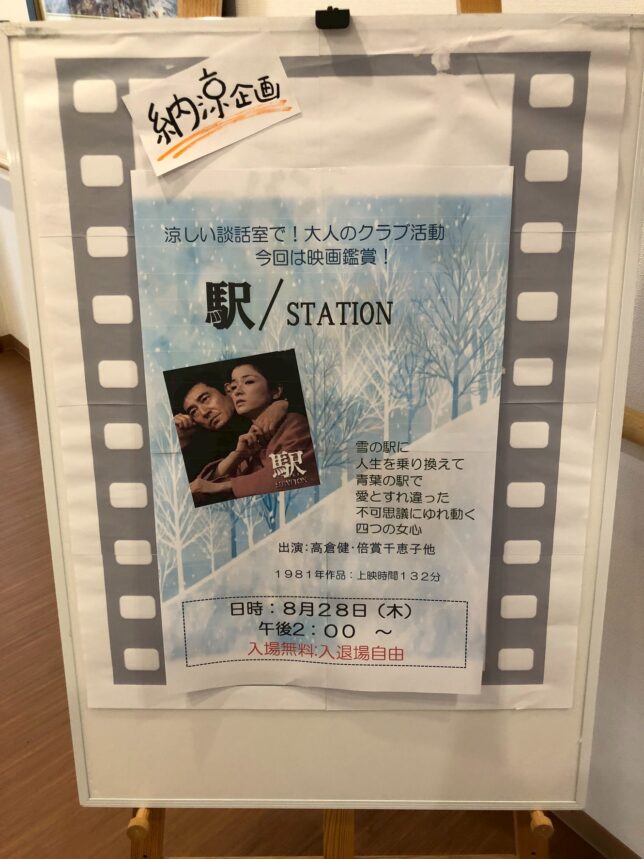 納涼企画
涼しい談話室で！大人のクラブ活動
今回は映画鑑賞！
駅/STATION
駅
STATION
雪の駅に
人生を乗り換えて
青葉の駅で
愛とすれ違った
不可思議にゆれ動く
四つの女心
出演：高倉健・倍賞千恵子他
1981年作品：上映時間132分
日時：8月28日（木）
午後2：00　～
入場無料:入退場自由